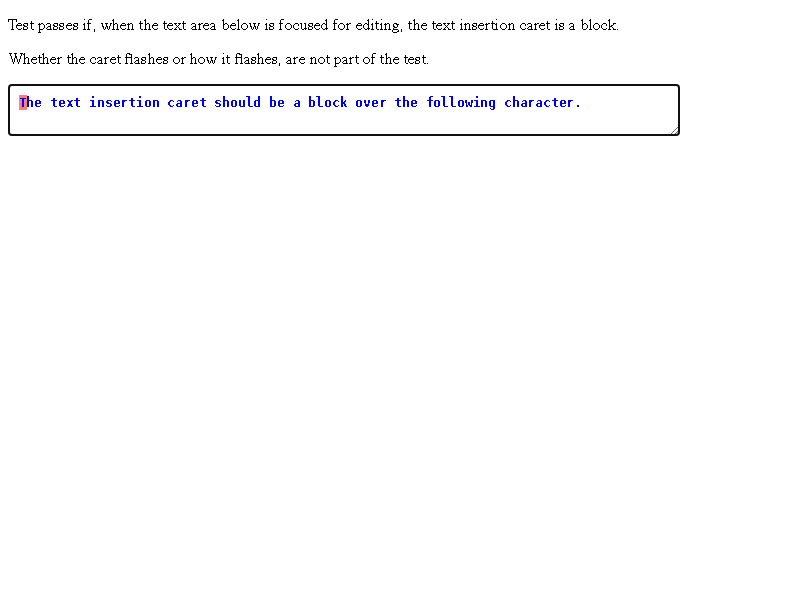 Test passes if, when the text area below is focused for editing, the text insertion caret is a block.
Whether the caret flashes or how it flashes, are not part of the test.
The text insertion caret should be a block over the following character.